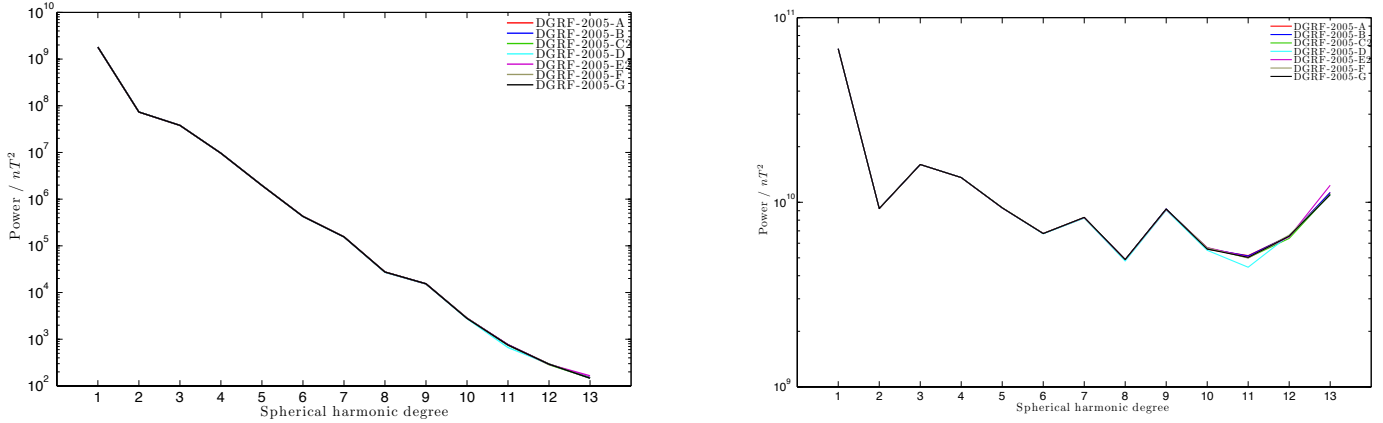 10^10
10^9
10^8
10^7
10^6
10^5
10^4
10^3
10^2
Power / nT^2
1 2 3 4 5 6 7 8 9 10 11 12 13
Spherical harmonic degree
DGRF-2005-A
DGRF-2005-B
DGRF-2005-C2
DGRF-2005-D
DGRF-2005-E2
DGRF-2005-F
DGRF-2005-G
10^11
10^10
10^9
Power / nT^2
1 2 3 4 5 6 7 8 9 10 11 12 13
Spherical harmonic degree
DGRF-2005-A
DGRF-2005-B
DGRF-2005-C2
DGRF-2005-D
DGRF-2005-E2
DGRF-2005-F
DGRF-2005-G